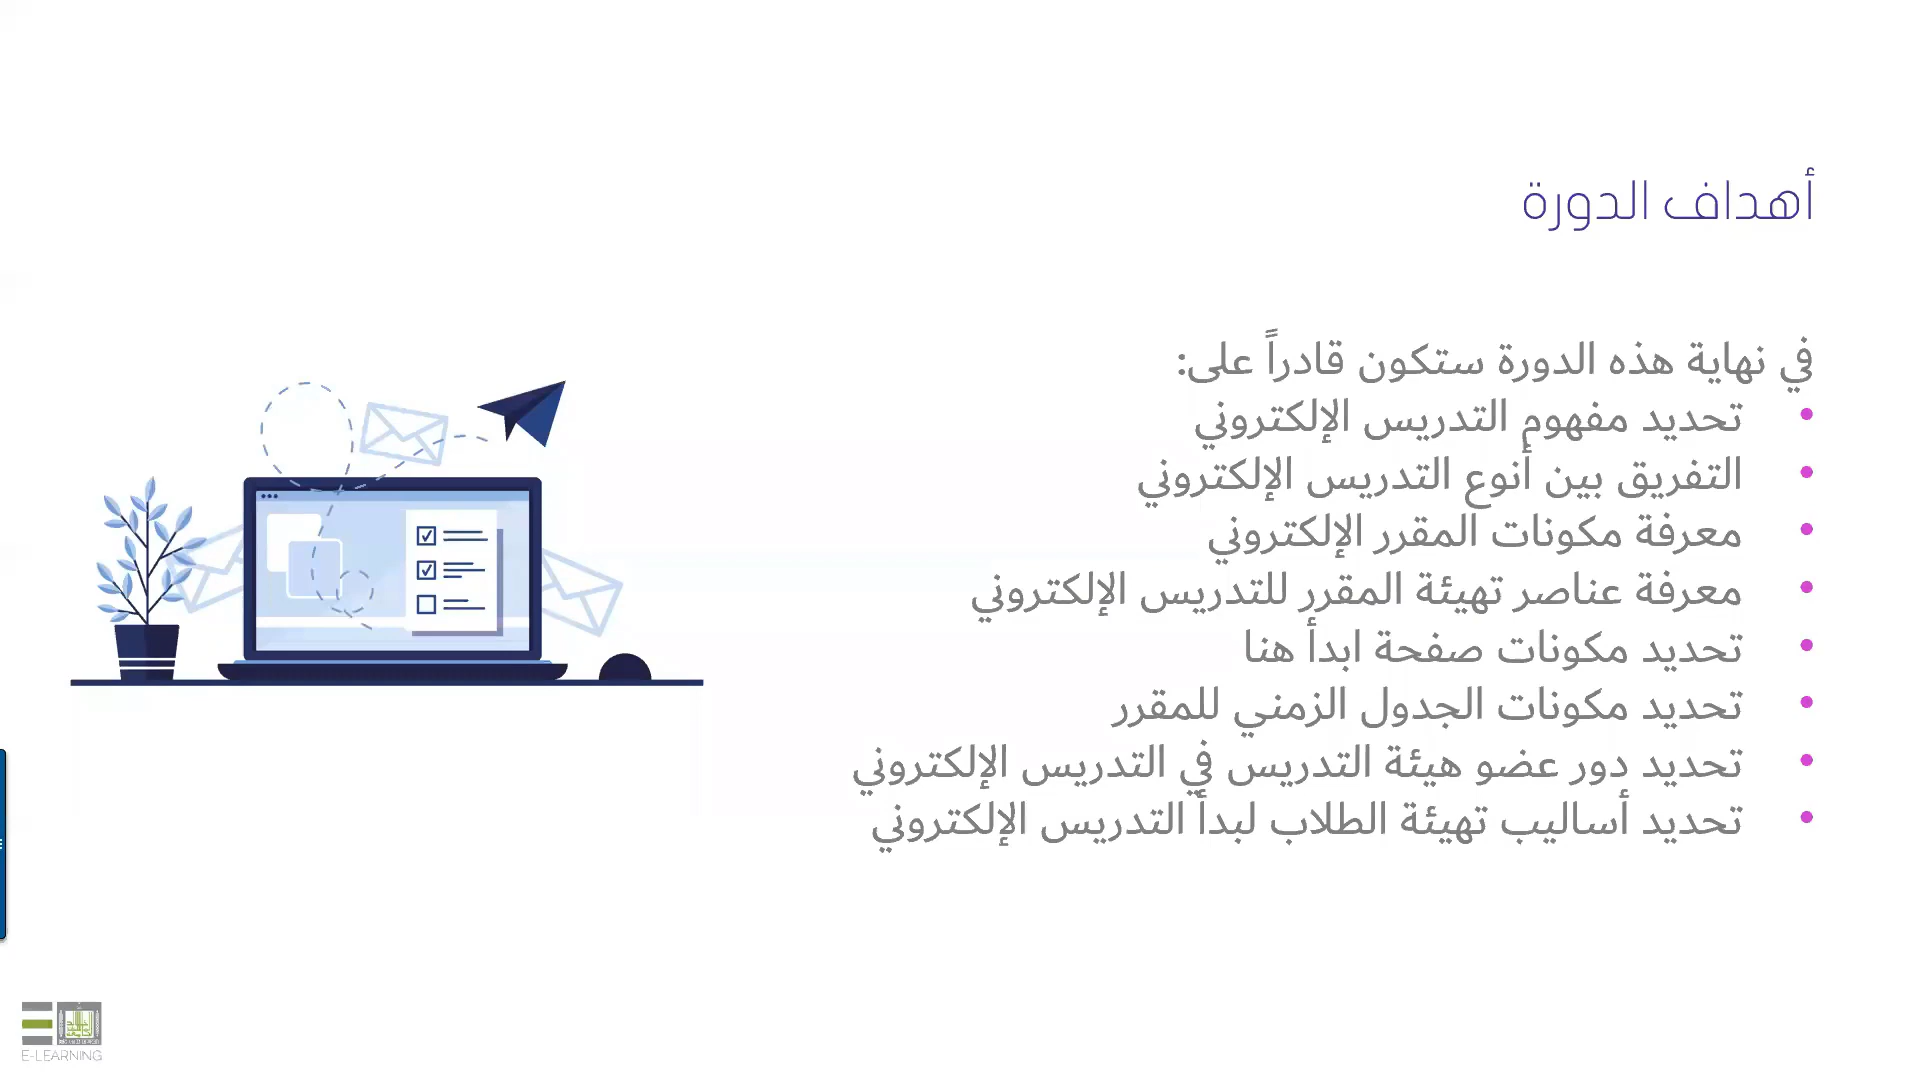 أهداف الدورة
في نهاية هذه الدورة ستكون قادراً على:
• تحديد مفهوم التدريس الإلكتروني
• التفريق بين أنوع التدريس الإلكتروني
• معرفة مكونات المقرر الإلكتروني
• معرفة عناصر تهيئة المقرر للتدريس الإلكتروني
• تحديد مكونات صفحة ابدأ هنا
• تحديد مكونات الجدول الزمني للمقرر
• تحديد دور عضو هيئة التدريس في التدريس الإلكتروني
• تحديد أساليب تهيئة الطلاب لبدأ التدريس الإلكتروني
E-LEARNING